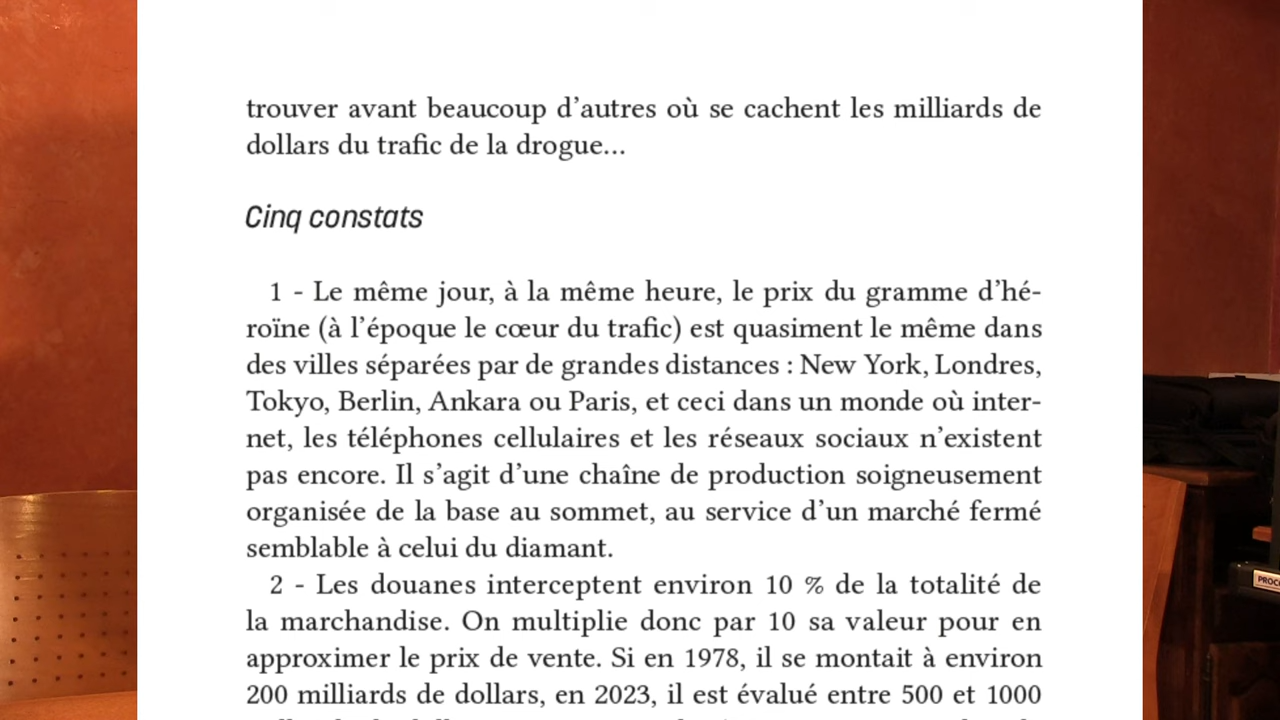 trouver avant beaucoup d’autres où se cachent les milliards de
dollars du trafic de la drogue…
Cinq constats
1 - Le même jour, à la même heure, le prix du gramme d’hé-
roïne (à l’époque le cœur du trafic) est quasiment le même dans
des villes séparées par de grandes distances : New York, Londres,
Tokyo, Berlin, Ankara ou Paris, et ceci dans un monde où inter-
net, les téléphones cellulaires et les réseaux sociaux n’existent
pas encore. Il s’agit d’une chaîne de production soigneusement
organisée de la base au sommet, au service d’un marché fermé
semblable à celui du diamant.
2 - Les douanes interceptent environ 10 % de la totalité de
la marchandise. On multiplie donc par 10 sa valeur pour en
approximer le prix de vente. Si en 1978, il se montait à environ
200 milliards de dollars, en 2023, il est évalué entre 500 et 1000